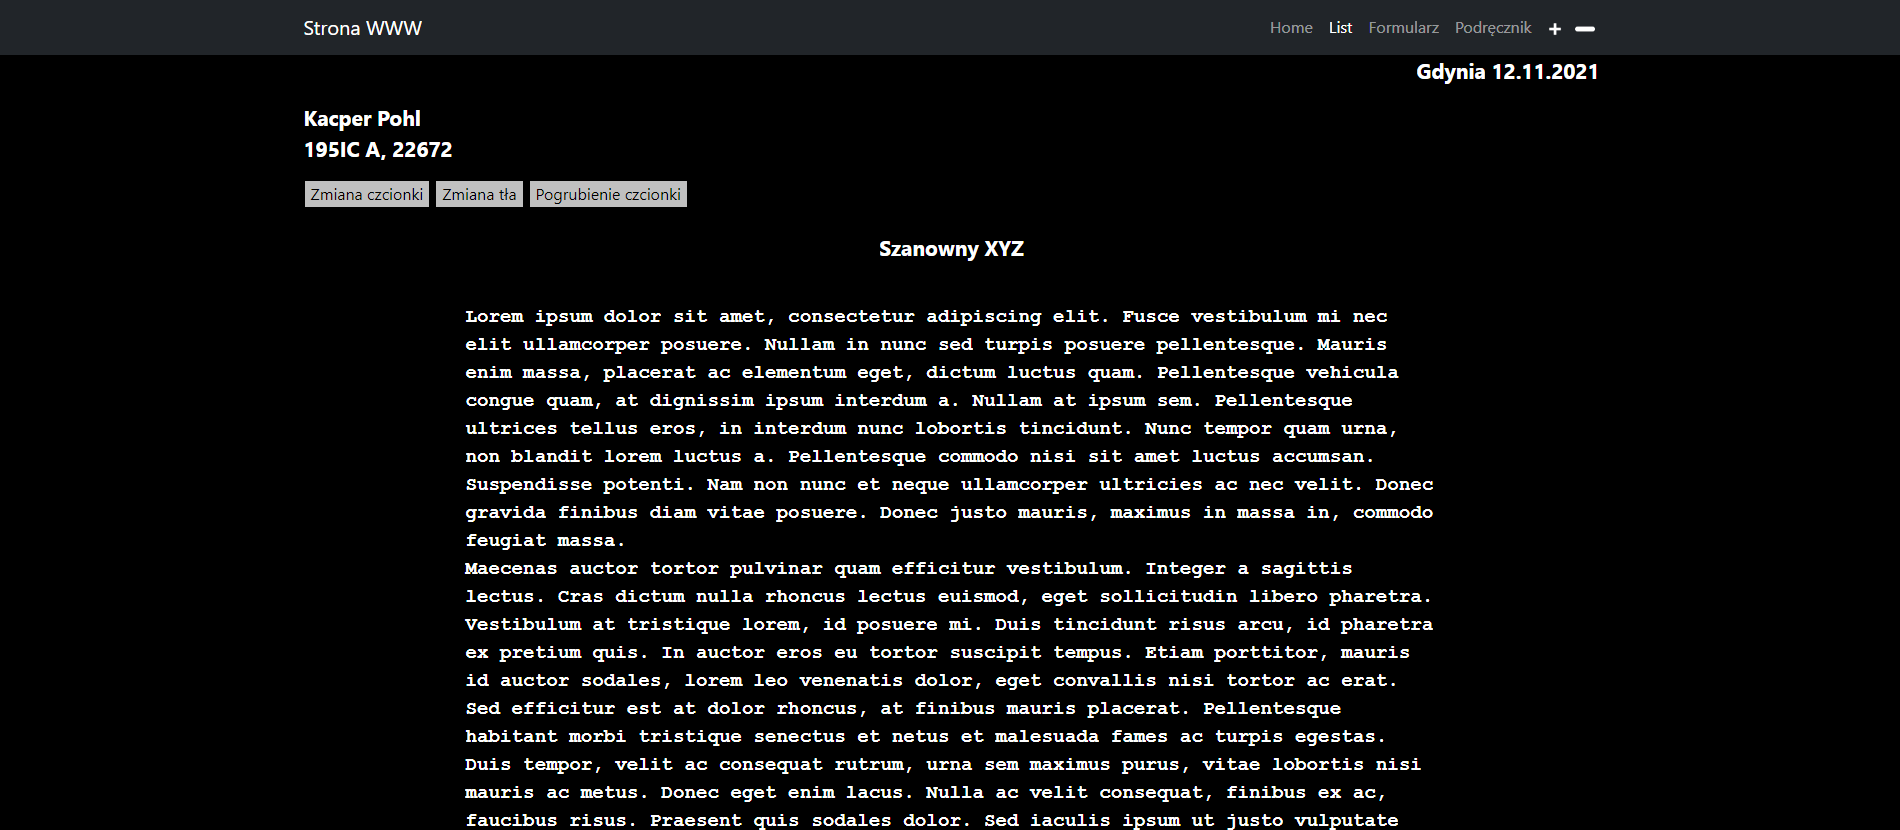 Strona WWW
Home List Formularz Podręcznik + −
Gdynia 12.11.2021
Kacper Pohl
195IC A, 22672
Zmiana czcionki Zmiana tła Pogrubienie czcionki
Szanowny XYZ
Lorem ipsum dolor sit amet, consectetur adipiscing elit. Fusce vestibulum mi nec
elit ullamcorper posuere. Nullam in nunc sed turpis posuere pellentesque. Mauris
enim massa, placerat ac elementum eget, dictum luctus quam. Pellentesque vehicula
congue quam, at dignissim ipsum interdum a. Nullam at ipsum sem. Pellentesque
ultrices tellus eros, in interdum nunc lobortis tincidunt. Nunc tempor quam urna,
non blandit lorem luctus a. Pellentesque commodo nisi sit amet luctus accumsan.
Suspendisse potenti. Nam non nunc et neque ullamcorper ultricies ac nec velit. Donec
gravida finibus diam vitae posuere. Donec justo mauris, maximus in massa in, commodo
feugiat massa.
Maecenas auctor tortor pulvinar quam efficitur vestibulum. Integer a sagittis
lectus. Cras dictum nulla rhoncus lectus euismod, eget sollicitudin libero pharetra.
Vestibulum at tristique lorem, id posuere mi. Duis tincidunt risus arcu, id pharetra
ex pretium quis. In auctor eros eu tortor suscipit tempus. Etiam porttitor, mauris
id auctor sodales, lorem leo venenatis dolor, eget convallis nisi tortor ac erat.
Sed efficitur est at dolor rhoncus, at finibus mauris placerat. Pellentesque
habitant morbi tristique senectus et netus et malesuada fames ac turpis egestas.
Duis tempor, velit ac consequat rutrum, urna sem maximus purus, vitae lobortis nisi
mauris ac metus. Donec eget enim lacus. Nulla ac velit consequat, finibus ex ac,
faucibus risus. Praesent quis sodales dolor. Sed iaculis ipsum ut justo vulputate